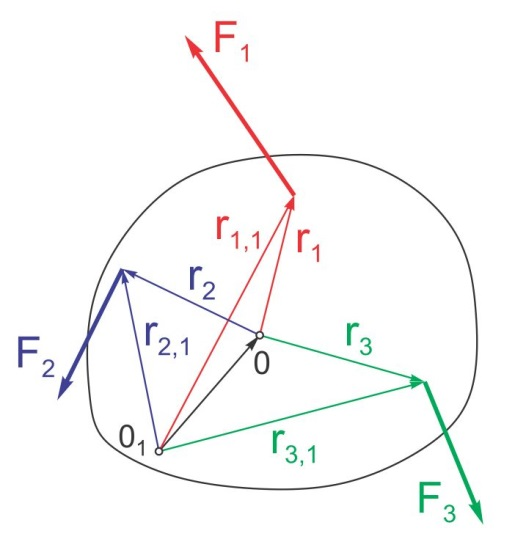 F₁
r₁,₁
r₁
r₂
r₂,₁
F₂
r₃
0
0₁
r₃,₁
F₃